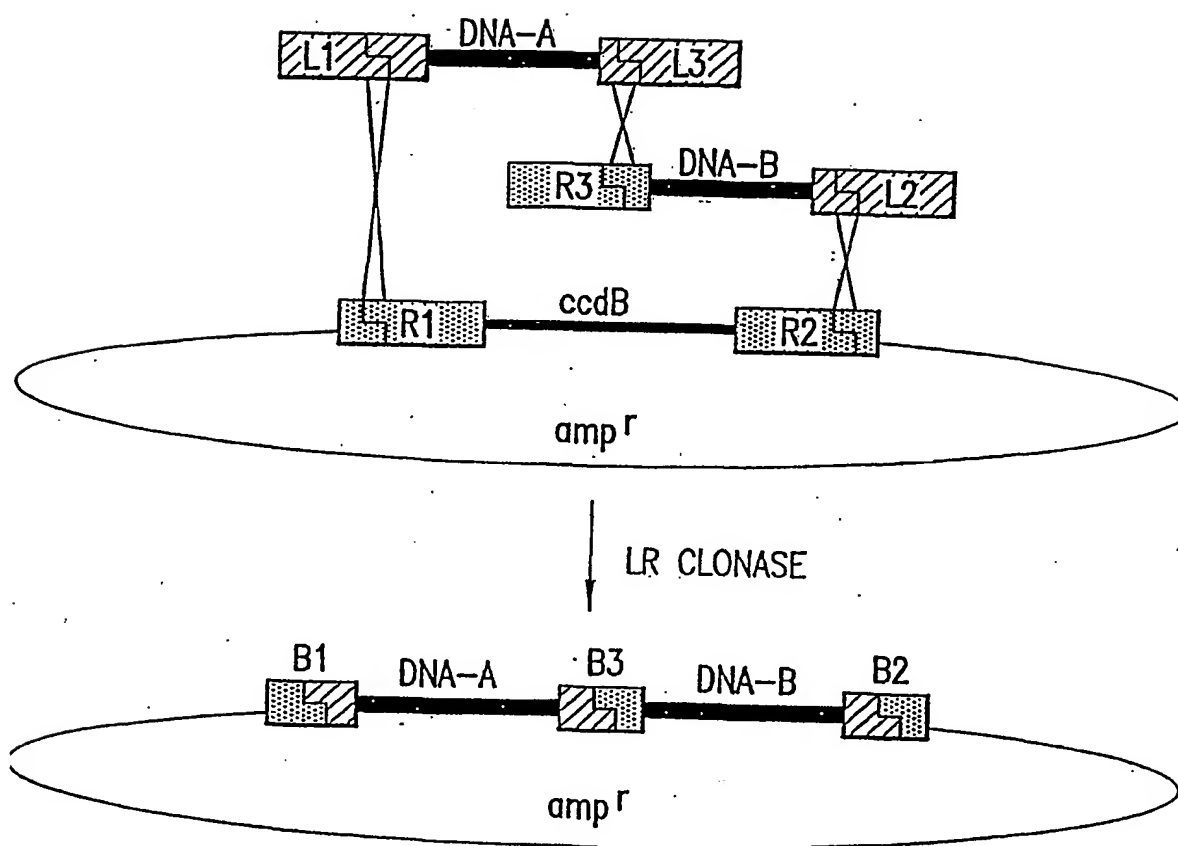 DNA-A
L1
L3
DNA-B
R3
L2
ccdB
R1
R2
amp r
LR CLONASE
B1
DNA-A
B3
DNA-B
B2
amp r